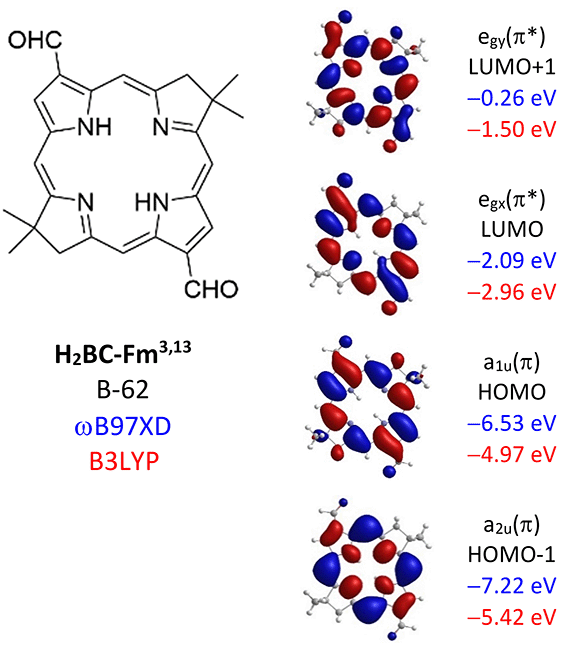 OHC
NH
N
N
HN
CHO
H₂BC-Fm³,¹³
B-62
ωB97XD
B3LYP
e_gy(π*)
LUMO+1
−0.26 eV
−1.50 eV
e_gx(π*)
LUMO
−2.09 eV
−2.96 eV
a₁ᵤ(π)
HOMO
−6.53 eV
−4.97 eV
a₂ᵤ(π)
HOMO-1
−7.22 eV
−5.42 eV